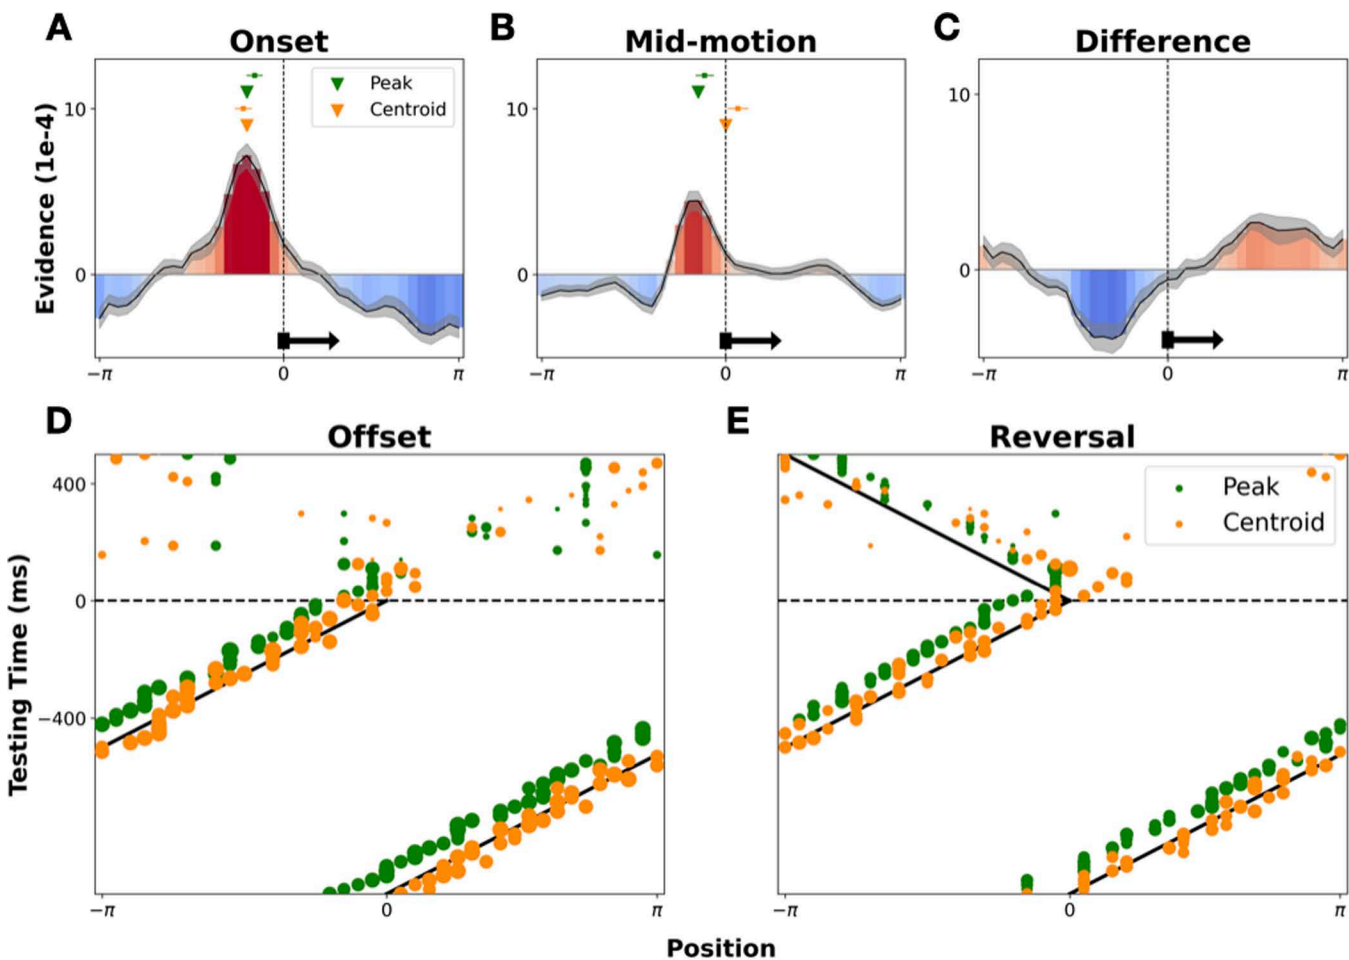 A
Onset
B
Mid-motion
C
Difference
Peak
Centroid
Evidence (1e-4)
10
0
10
0
10
0
−π
0
π
−π
0
π
−π
0
π
D
Offset
E
Reversal
Peak
Centroid
Testing Time (ms)
400
0
−400
−π
0
π
−π
0
π
Position